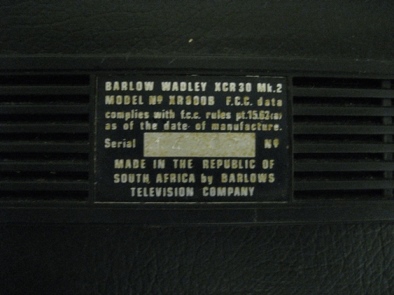 BARLOW WADLEY XCR30 Mk.2
MODEL Nº XR900B F.C.C. data
complies with f.c.c. rules pt.15.63(a)
as of the date of manufacture.
Serial Nº
MADE IN THE REPUBLIC OF
SOUTH AFRICA by BARLOWS
TELEVISION COMPANY